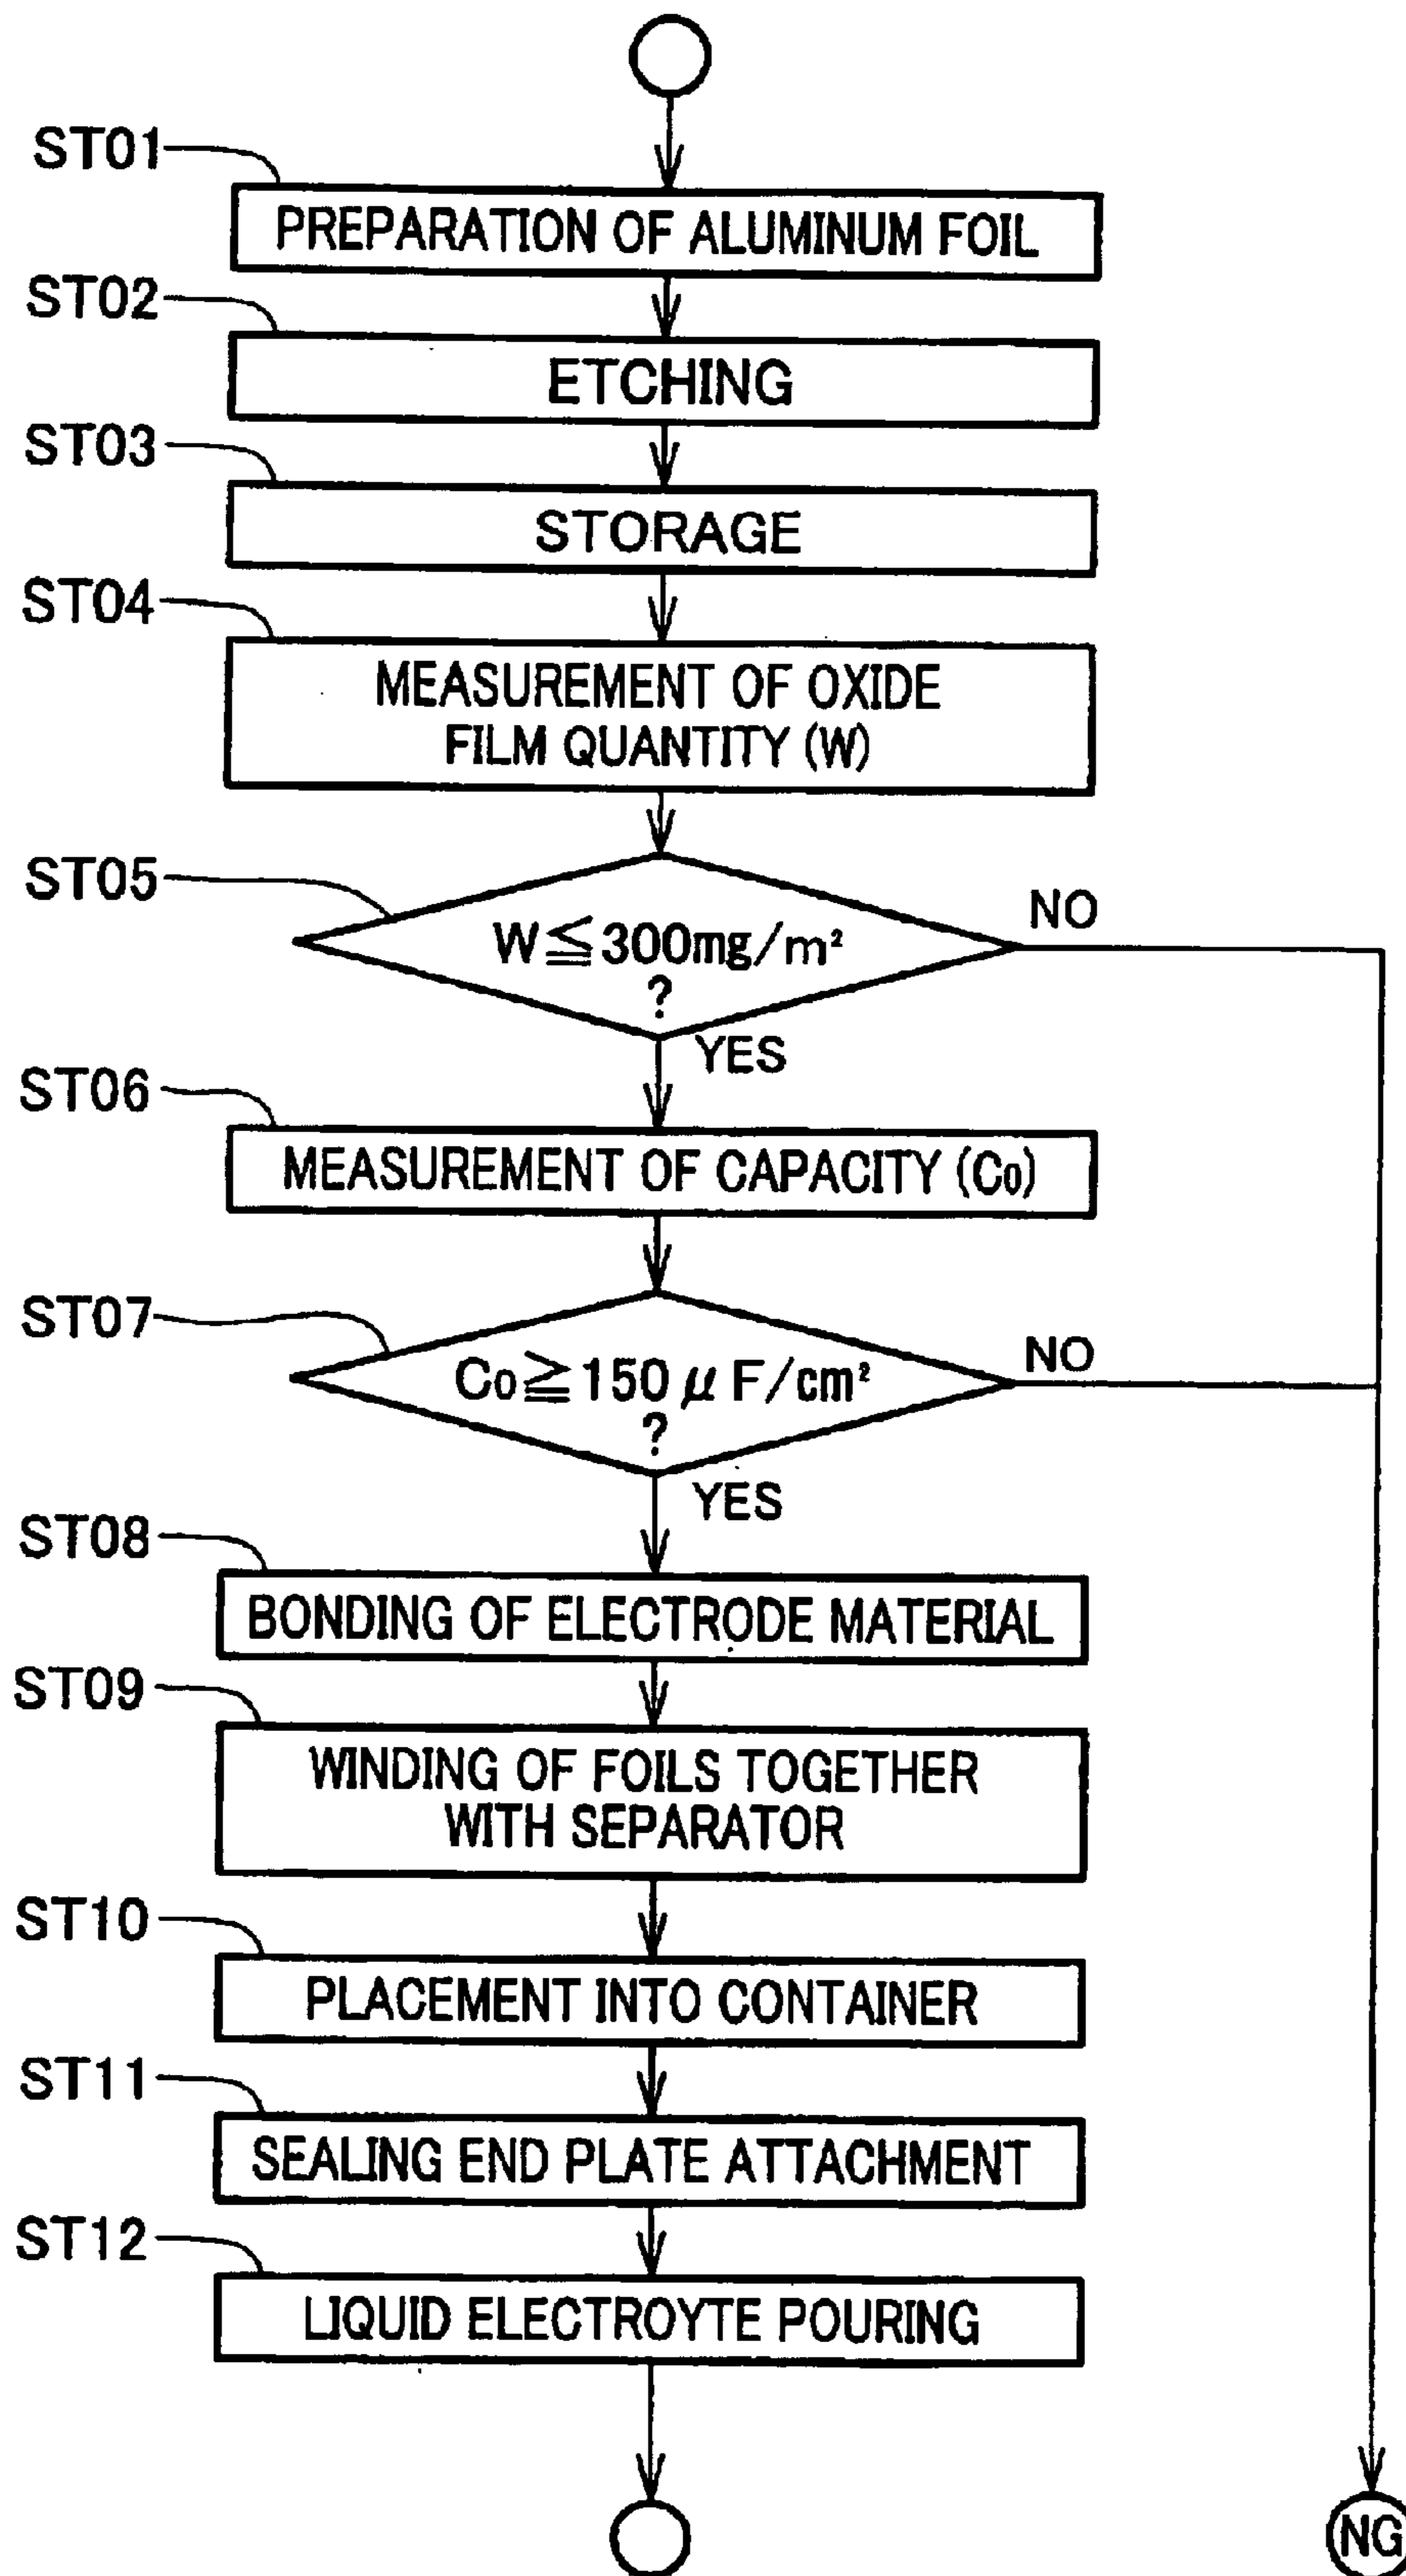 ST01
PREPARATION OF ALUMINUM FOIL
ST02
ETCHING
ST03
STORAGE
ST04
MEASUREMENT OF OXIDE
FILM QUANTITY (W)
ST05
W≦300mg/m²
?
NO
YES
ST06
MEASUREMENT OF CAPACITY (C₀)
ST07
C₀≧150μF/cm²
?
NO
YES
ST08
BONDING OF ELECTRODE MATERIAL
ST09
WINDING OF FOILS TOGETHER
WITH SEPARATOR
ST10
PLACEMENT INTO CONTAINER
ST11
SEALING END PLATE ATTACHMENT
ST12
LIQUID ELECTROYTE POURING
NG